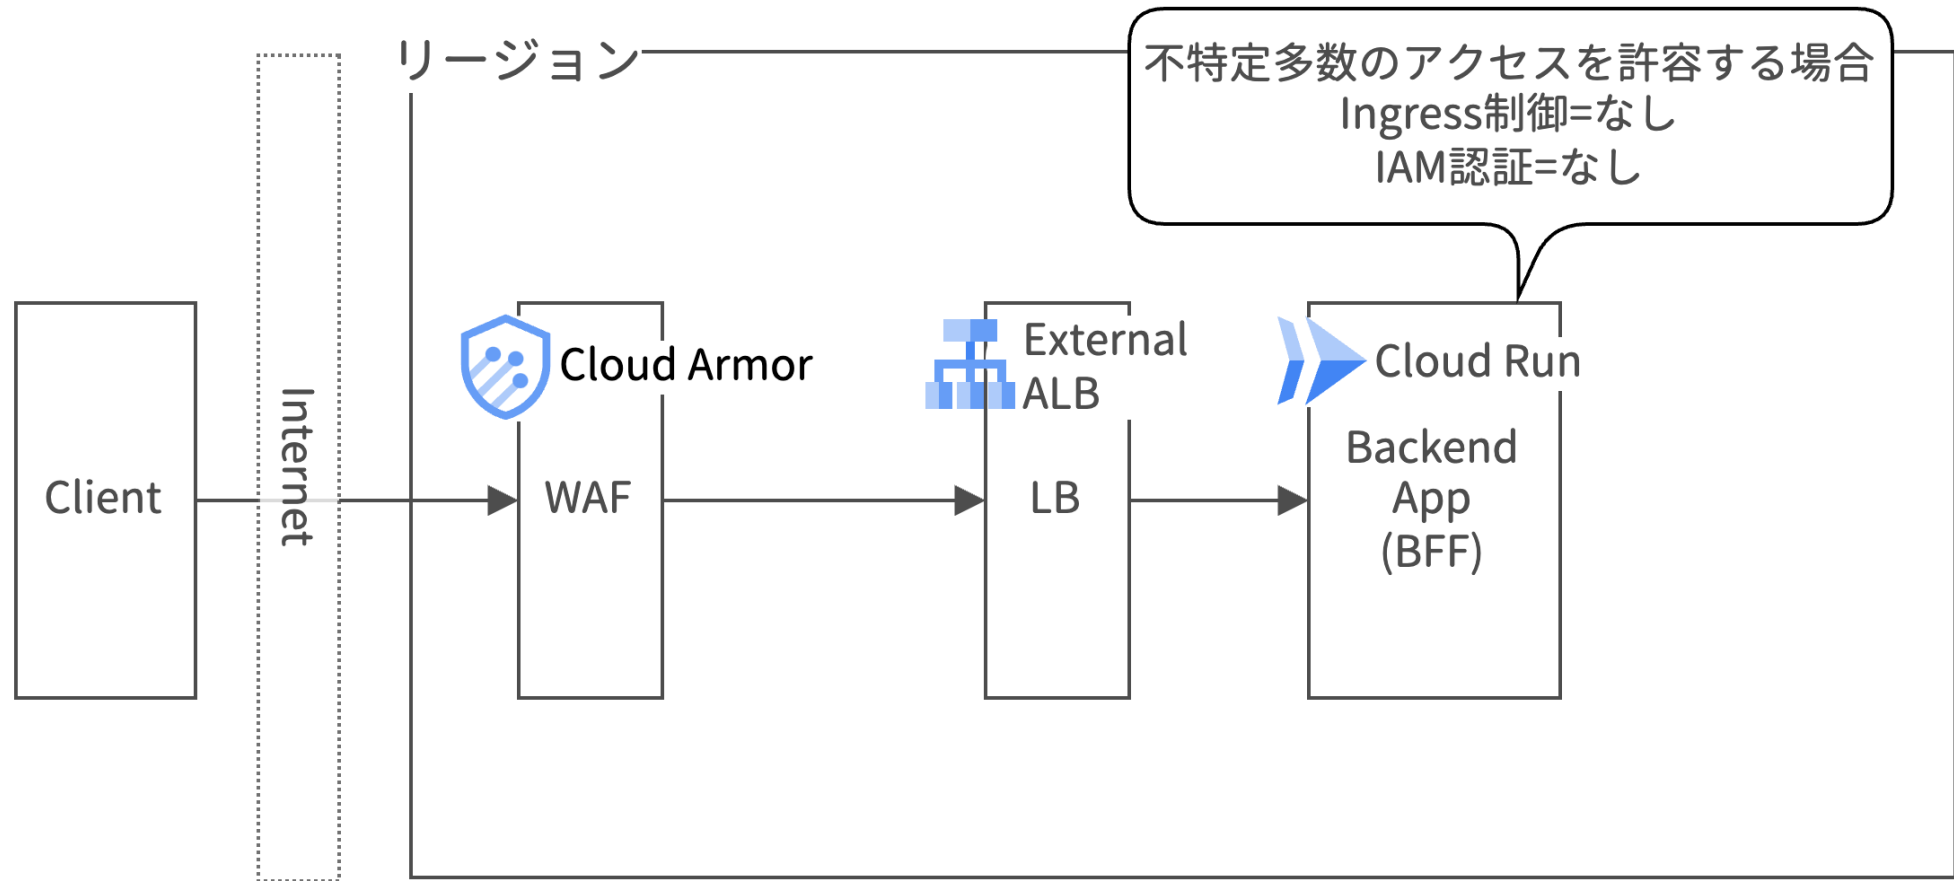 リージョン
不特定多数のアクセスを許容する場合
Ingress制御=なし
IAM認証=なし
Client
Internet
Cloud Armor
WAF
External
ALB
LB
Cloud Run
Backend
App
(BFF)